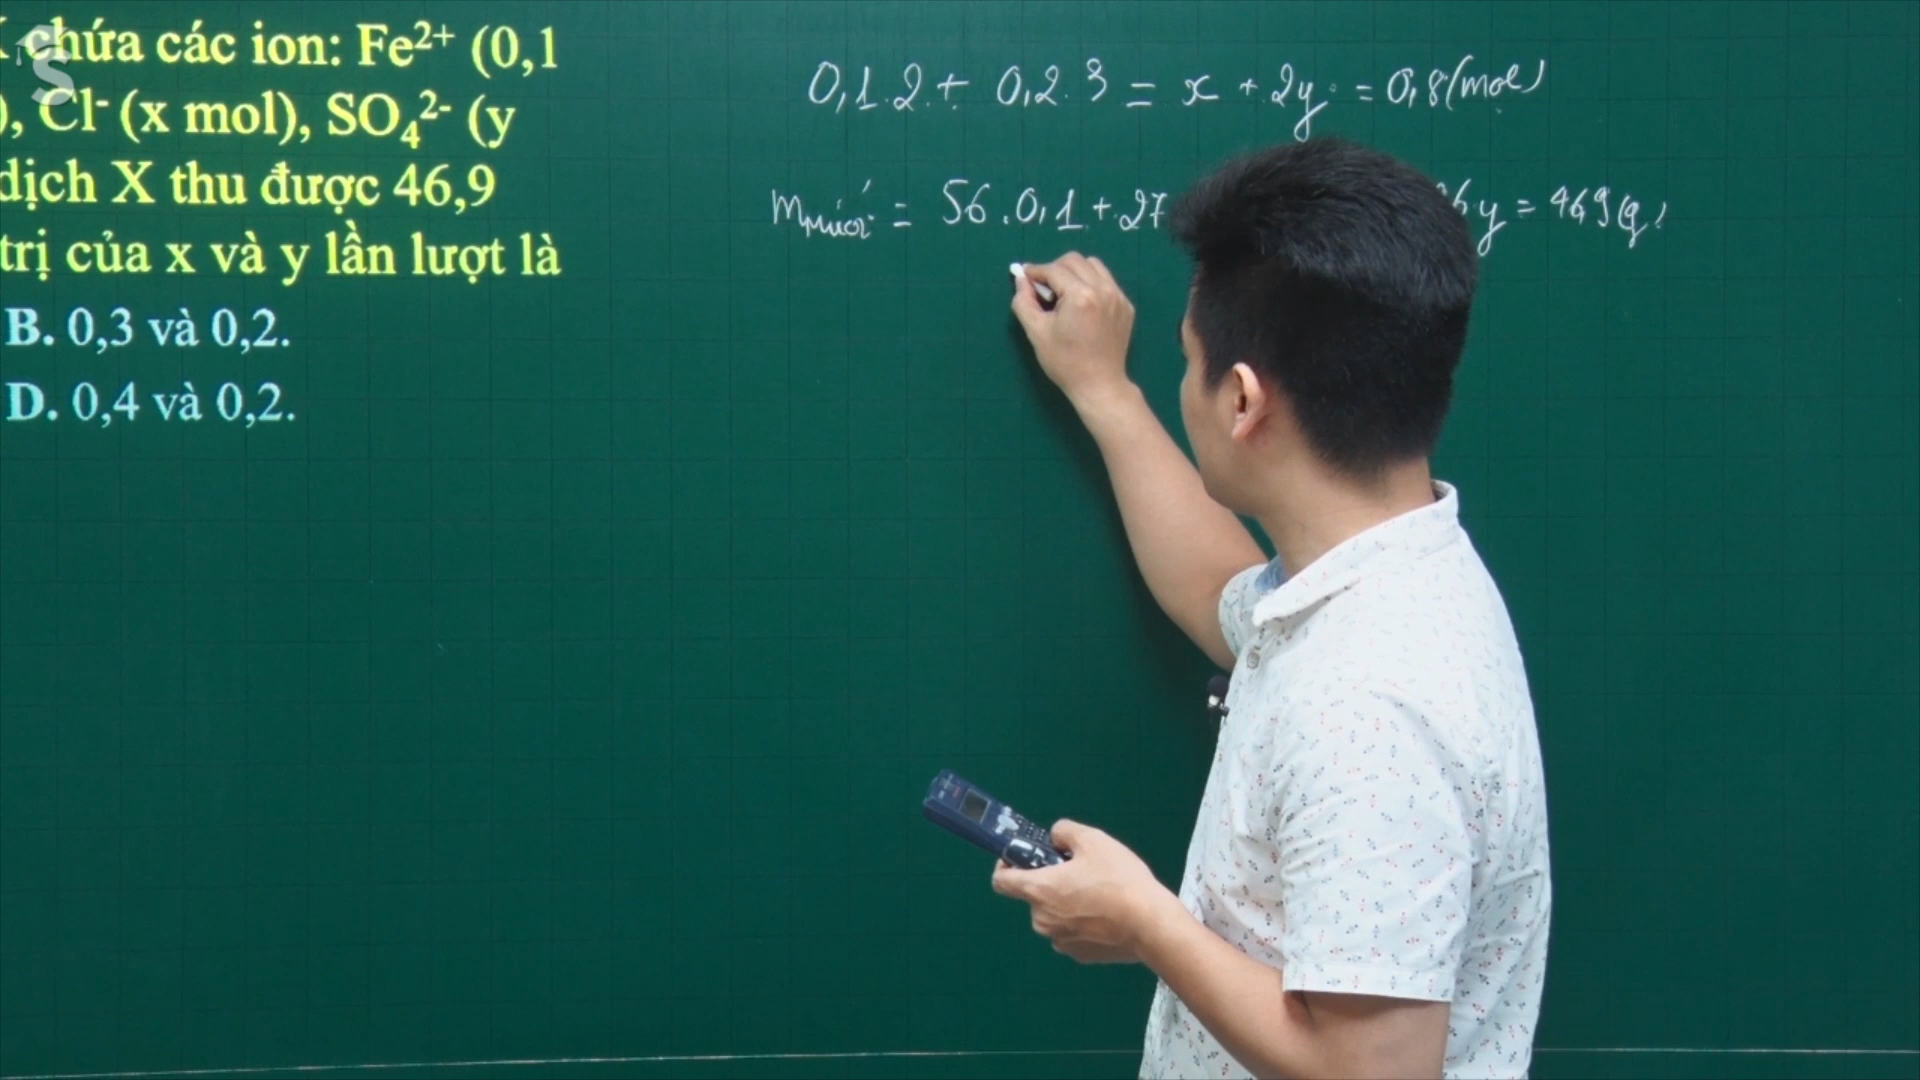 chứa các ion: Fe²⁺ (0,1
), Cl⁻ (x mol), SO₄²⁻ (y
dịch X thu được 46,9
trị của x và y lần lượt là
B. 0,3 và 0,2.
D. 0,4 và 0,2.
0,1.2 + 0,2.3 = x + 2y = 0,8 (mol)
mmuối = 56.0,1 + 27 6y = 46,9 (g)
S